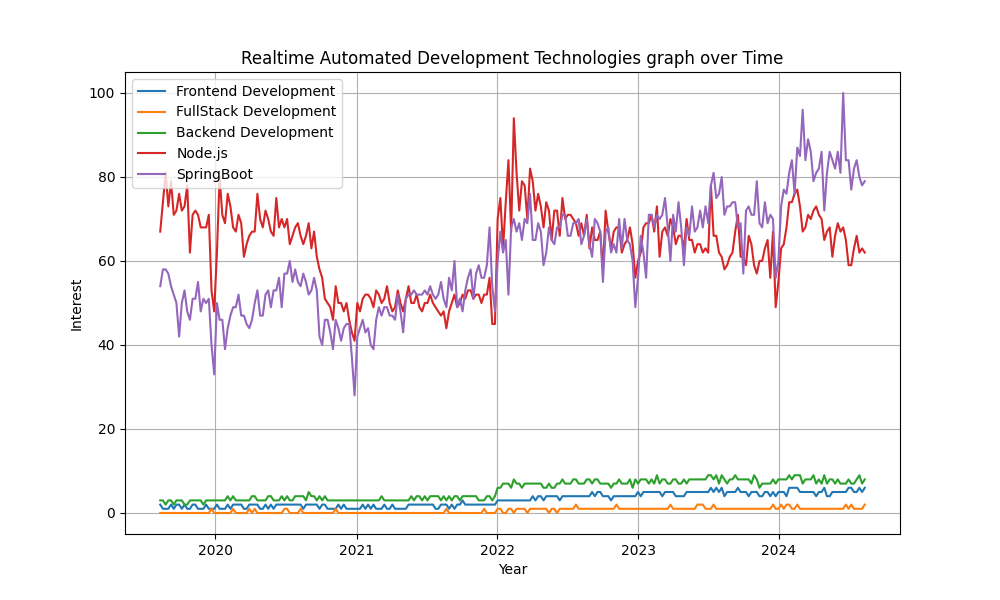 Realtime Automated Development Technologies graph over Time
Frontend Development
FullStack Development
Backend Development
Node.js
SpringBoot
100
80
60
40
20
0
Interest
2020 2021 2022 2023 2024
Year